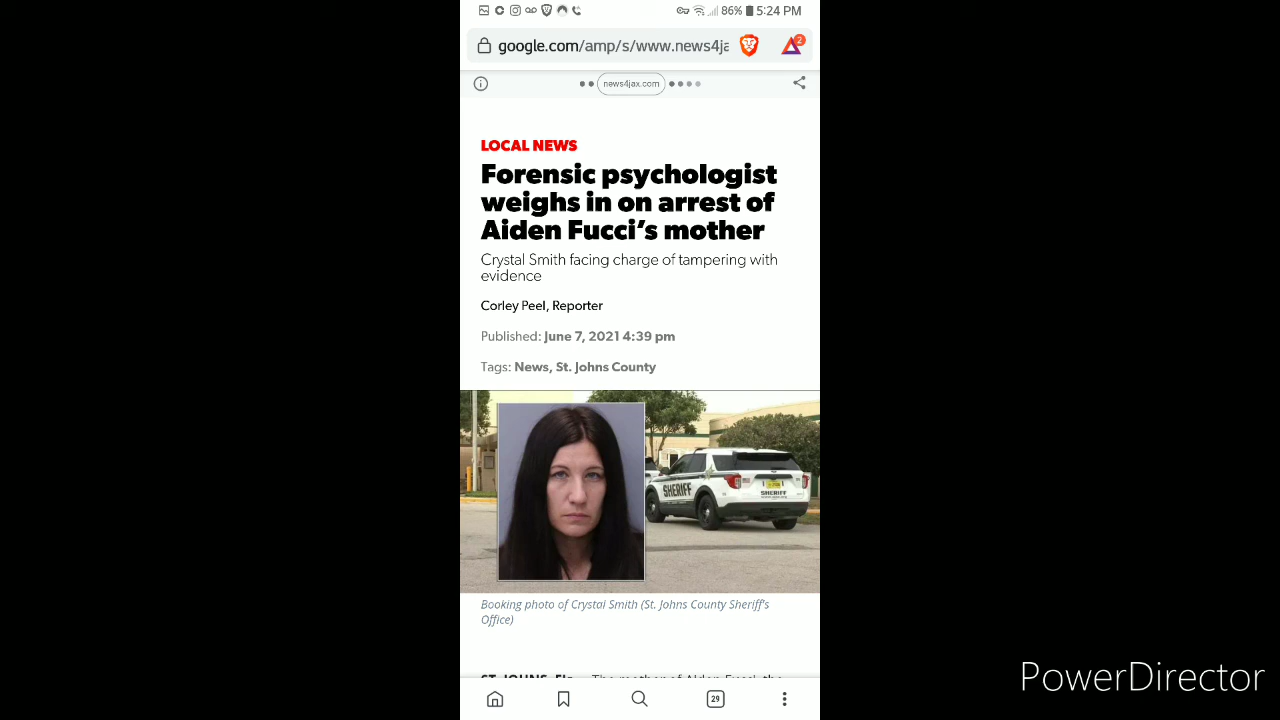 86% 5:24 PM
google.com/amp/s/www.news4ja
2
news4jax.com
LOCAL NEWS
Forensic psychologist
weighs in on arrest of
Aiden Fucci's mother
Crystal Smith facing charge of tampering with
evidence
Corley Peel, Reporter
Published: June 7, 2021 4:39 pm
Tags: News, St. Johns County
SHERIFF
SHERIFF
Booking photo of Crystal Smith (St. Johns County Sheriff's
Office)
29
PowerDirector